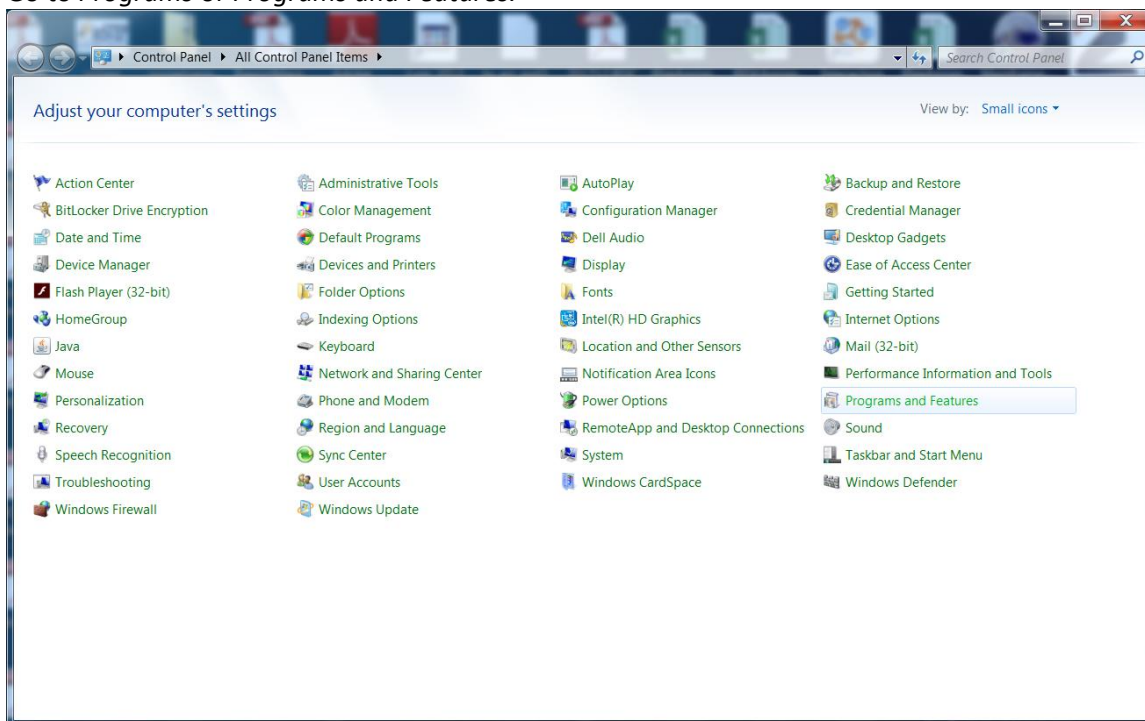 Go to Programs or Programs and Features.
Control Panel All Control Panel Items
Search Control Panel
Adjust your computer's settings
View by: Small icons
Action Center Administrative Tools AutoPlay Backup and Restore
BitLocker Drive Encryption Color Management Configuration Manager Credential Manager
Date and Time Default Programs Dell Audio Desktop Gadgets
Device Manager Devices and Printers Display Ease of Access Center
Flash Player (32-bit) Folder Options Fonts Getting Started
HomeGroup Indexing Options Intel(R) HD Graphics Internet Options
Java Keyboard Location and Other Sensors Mail (32-bit)
Mouse Network and Sharing Center Notification Area Icons Performance Information and Tools
Personalization Phone and Modem Power Options Programs and Features
Recovery Region and Language RemoteApp and Desktop Connections Sound
Speech Recognition Sync Center System Taskbar and Start Menu
Troubleshooting User Accounts Windows CardSpace Windows Defender
Windows Firewall Windows Update